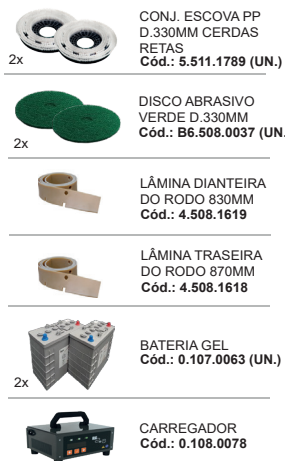 CONJ. ESCOVA PP
D.330MM CERDAS
RETAS
2x
Cód.: 5.511.1789 (UN.)
DISCO ABRASIVO
VERDE D.330MM
Cód.: B6.508.0037 (UN.
2x
LÂMINA DIANTEIRA
DO RODO 830MM
Cód.: 4.508.1619
LÂMINA TRASEIRA
DO RODO 870MM
Cód.: 4.508.1618
BATERIA GEL
Cód.: 0.107.0063 (UN.)
2x
CARREGADOR
Cód.: 0.108.0078